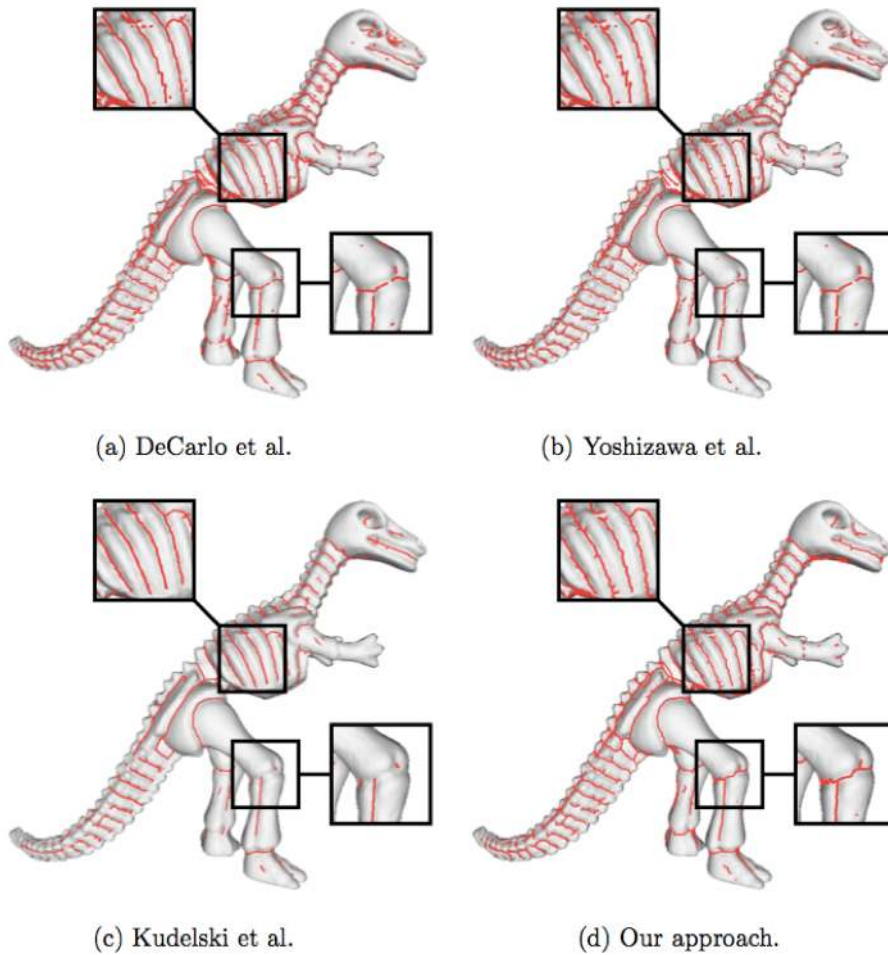 (a) DeCarlo et al.
(b) Yoshizawa et al.
(c) Kudelski et al.
(d) Our approach.